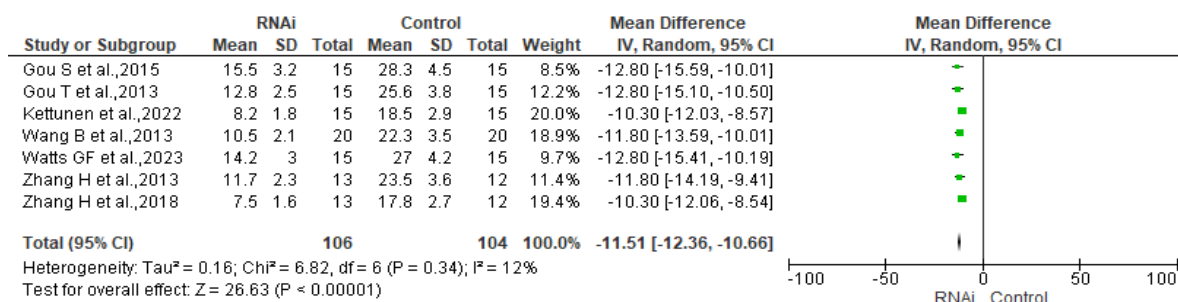 RNAi Control Mean Difference Mean Difference
Study or Subgroup Mean SD Total Mean SD Total Weight IV, Random, 95% CI IV, Random, 95% CI
Gou S et al.,2015 15.5 3.2 15 28.3 4.5 15 8.5% -12.80 [-15.59, -10.01]
Gou T et al.,2013 12.8 2.5 15 25.6 3.8 15 12.2% -12.80 [-15.10, -10.50]
Kettunen et al.,2022 8.2 1.8 15 18.5 2.9 15 20.0% -10.30 [-12.03, -8.57]
Wang B et al.,2013 10.5 2.1 20 22.3 3.5 20 18.9% -11.80 [-13.59, -10.01]
Watts GF et al.,2023 14.2 3 15 27 4.2 15 9.7% -12.80 [-15.41, -10.19]
Zhang H et al.,2013 11.7 2.3 13 23.5 3.6 12 11.4% -11.80 [-14.19, -9.41]
Zhang H et al.,2018 7.5 1.6 13 17.8 2.7 12 19.4% -10.30 [-12.06, -8.54]
Total (95% CI) 106 104 100.0% -11.51 [-12.36, -10.66]
Heterogeneity: Tau² = 0.16; Chi² = 6.82, df = 6 (P = 0.34); I² = 12%
Test for overall effect: Z = 26.63 (P < 0.00001)
-100 -50 0 50 100
RNAi Control